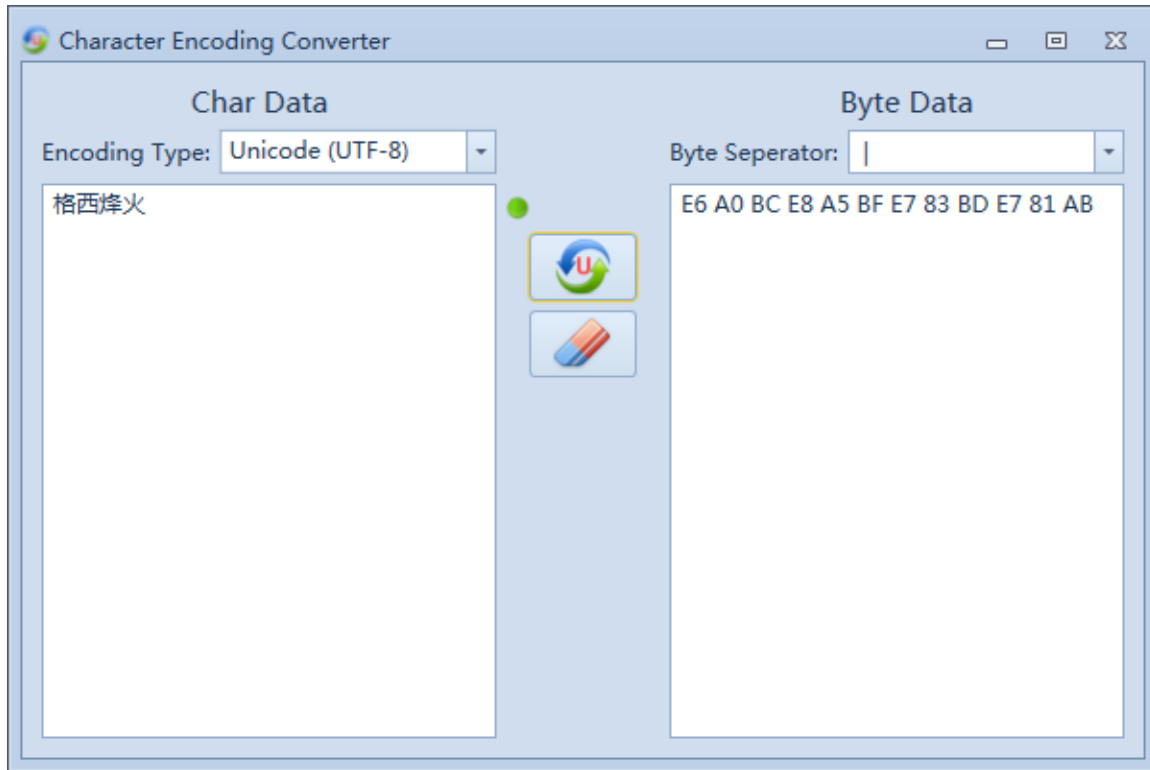 Character Encoding Converter
Char Data
Encoding Type: Unicode (UTF-8)
格西烽火
U
Byte Data
Byte Seperator: |
E6 A0 BC E8 A5 BF E7 83 BD E7 81 AB